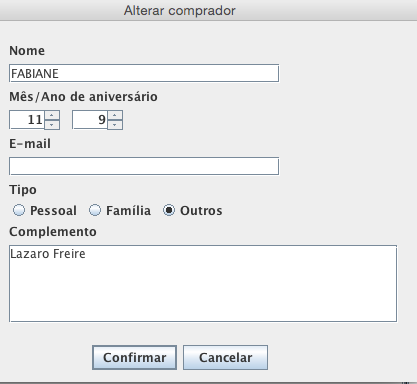 Alterar comprador
Nome
FABIANE
Mês/Ano de aniversário
11 9
E-mail
Tipo
Pessoal Família Outros
Complemento
Lazaro Freire
Confirmar Cancelar